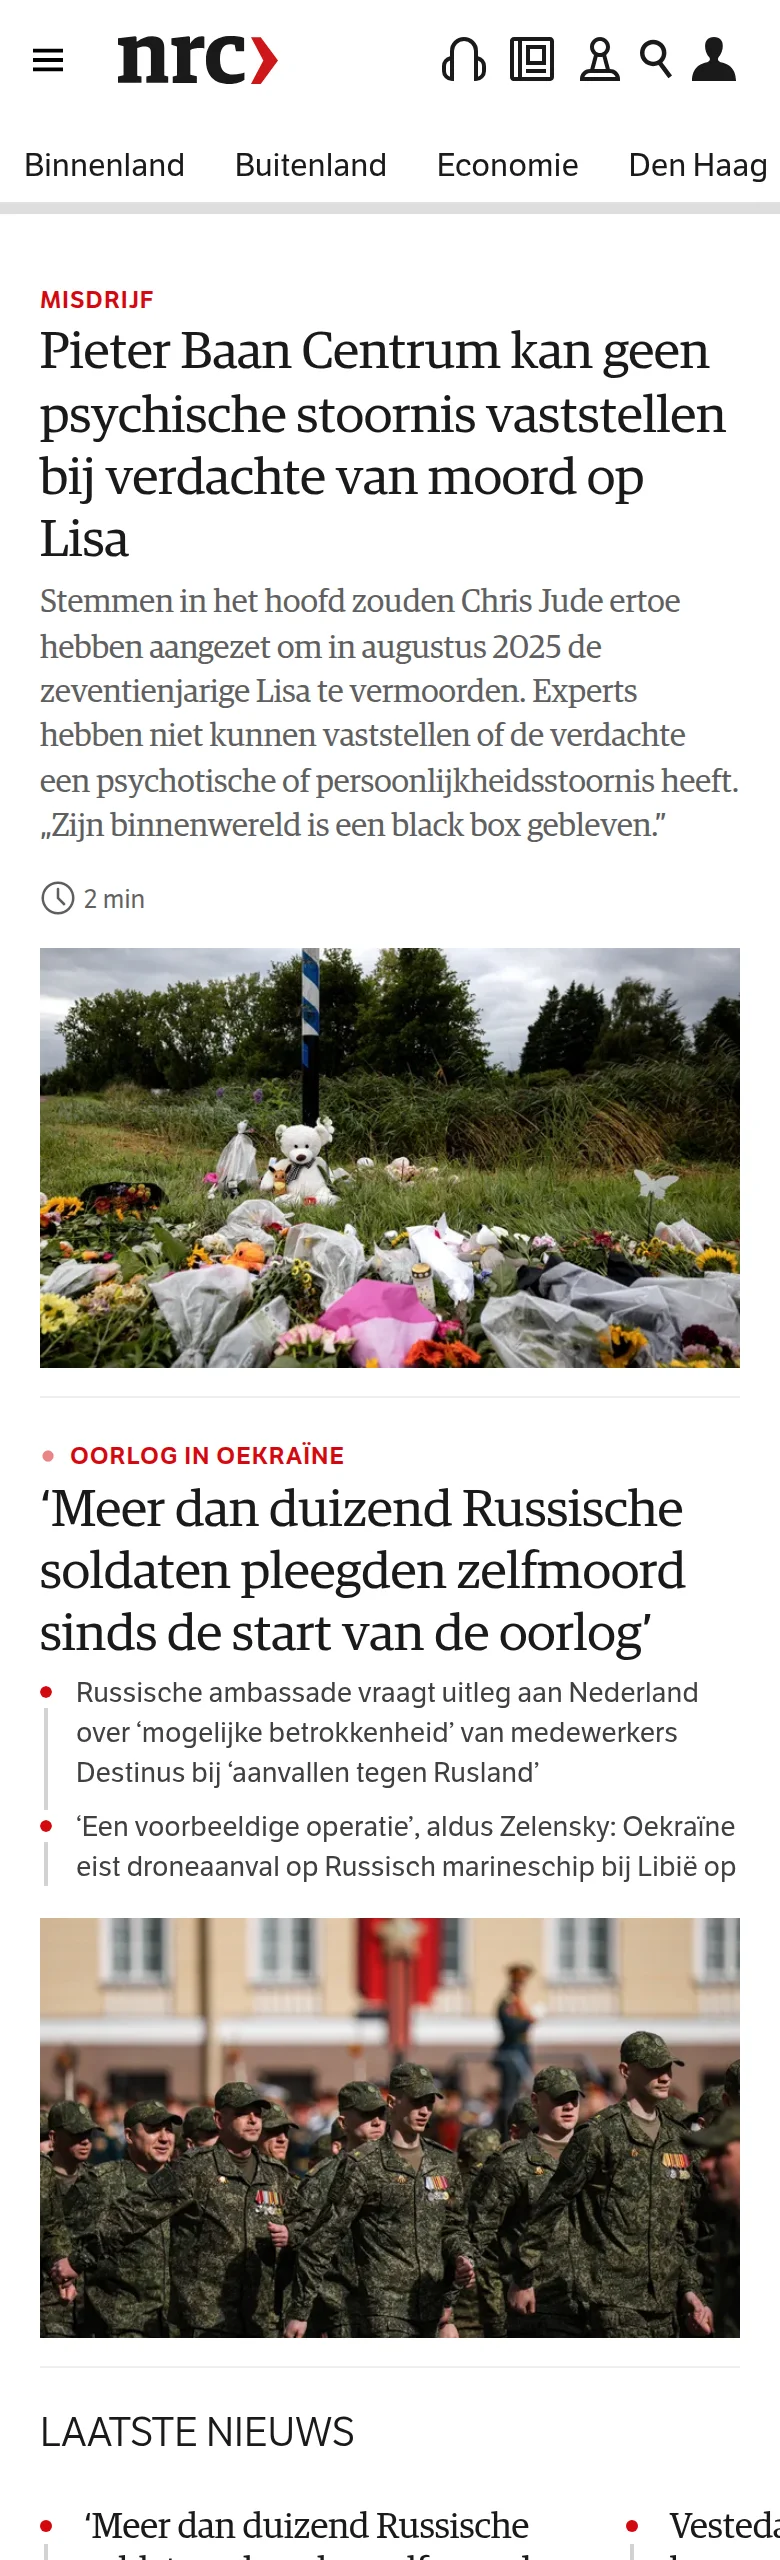 nrc
Binnenland Buitenland Economie Den Haag
MISDRIJF
Pieter Baan Centrum kan geen
psychische stoornis vaststellen
bij verdachte van moord op
Lisa
Stemmen in het hoofd zouden Chris Jude ertoe
hebben aangezet om in augustus 2025 de
zeventienjarige Lisa te vermoorden. Experts
hebben niet kunnen vaststellen of de verdachte
een psychotische of persoonlijkheidsstoornis heeft.
„Zijn binnenwereld is een black box gebleven.”
2 min
OORLOG IN OEKRAÏNE
‘Meer dan duizend Russische
soldaten pleegden zelfmoord
sinds de start van de oorlog’
Russische ambassade vraagt uitleg aan Nederland
over ‘mogelijke betrokkenheid’ van medewerkers
Destinus bij ‘aanvallen tegen Rusland’
‘Een voorbeeldige operatie’, aldus Zelensky: Oekraïne
eist droneaanval op Russisch marineschip bij Libië op
LAATSTE NIEUWS
‘Meer dan duizend Russische